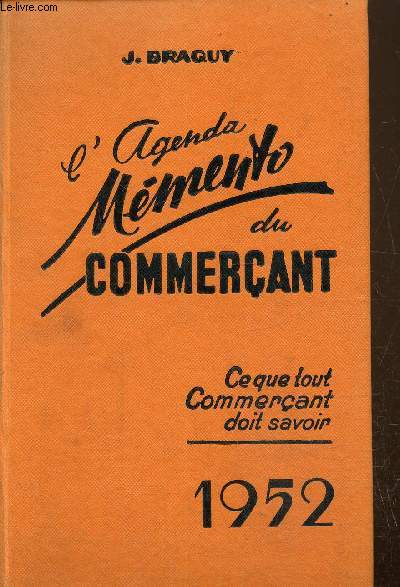 Le-livre.com
J. BRAQUY
l'Agenda
Mémento
du
COMMERÇANT
Ce que tout
Commerçant
doit savoir
1952